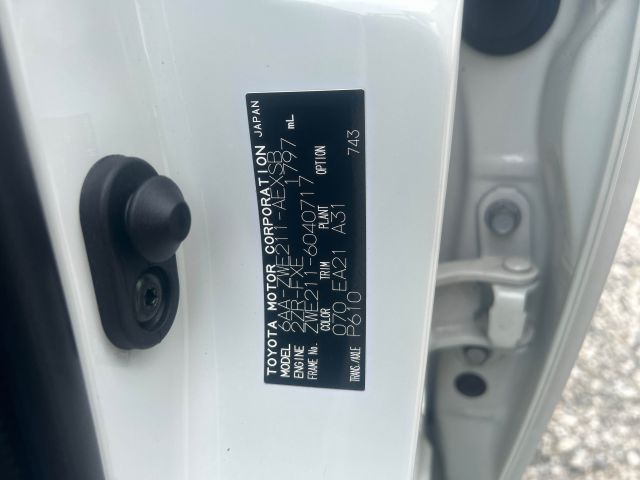 TOYOTA MOTOR CORPORATION JAPAN
MODEL 6AA-ZWE211-AEXSB
ENGINE 2ZR-FXE 1797 mL
FRAME No. ZWE211-6040717
COLOR TRIM PLANT OPTION
070 EA21 A31
TRANS./AXLE P610 743